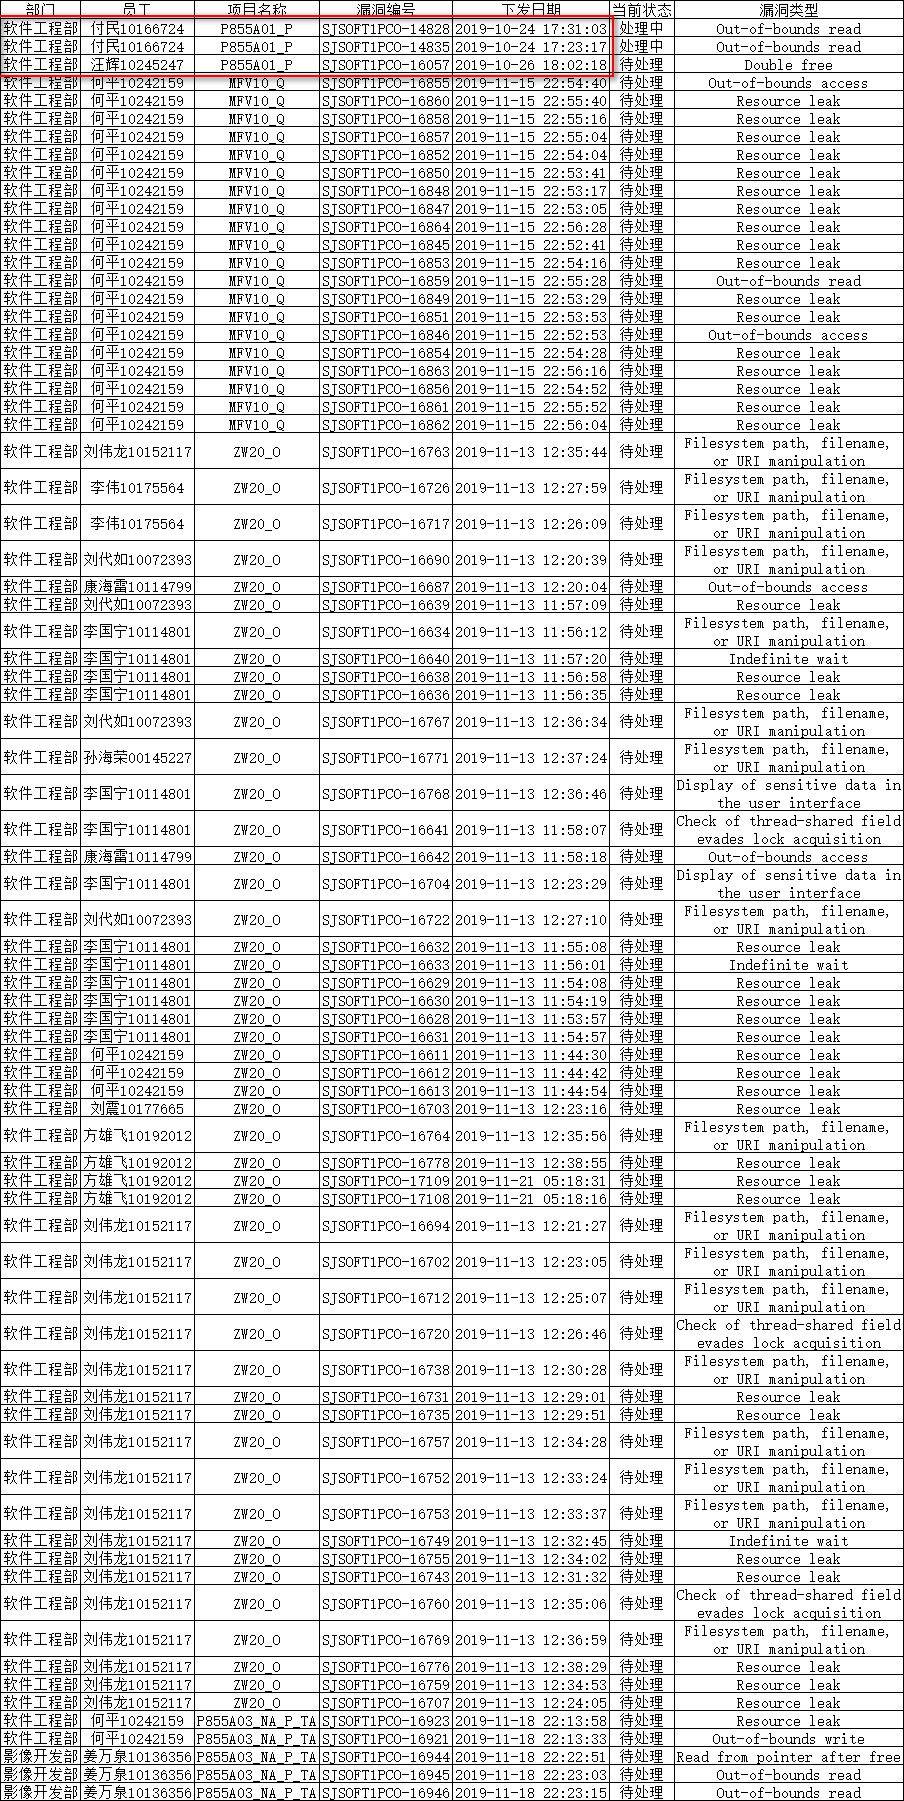 部门 员工 项目名称 漏洞编号 下发日期 当前状态 漏洞类型
软件工程部 付民10166724 P855A01_P SJSOFT1PCO-14828 2019-10-24 17:31:03 处理中 Out-of-bounds read
软件工程部 付民10166724 P855A01_P SJSOFT1PCO-14835 2019-10-24 17:23:17 处理中 Out-of-bounds read
软件工程部 汪辉10245247 P855A01_P SJSOFT1PCO-16057 2019-10-26 18:02:18 待处理 Double free
软件工程部 何平10242159 MFV10_Q SJSOFT1PCO-16855 2019-11-15 22:54:40 待处理 Out-of-bounds access
软件工程部 何平10242159 MFV10_Q SJSOFT1PCO-16860 2019-11-15 22:55:40 待处理 Resource leak
软件工程部 何平10242159 MFV10_Q SJSOFT1PCO-16858 2019-11-15 22:55:16 待处理 Resource leak
软件工程部 何平10242159 MFV10_Q SJSOFT1PCO-16857 2019-11-15 22:55:04 待处理 Resource leak
软件工程部 何平10242159 MFV10_Q SJSOFT1PCO-16852 2019-11-15 22:54:04 待处理 Resource leak
软件工程部 何平10242159 MFV10_Q SJSOFT1PCO-16850 2019-11-15 22:53:41 待处理 Resource leak
软件工程部 何平10242159 MFV10_Q SJSOFT1PCO-16848 2019-11-15 22:53:17 待处理 Resource leak
软件工程部 何平10242159 MFV10_Q SJSOFT1PCO-16847 2019-11-15 22:53:05 待处理 Resource leak
软件工程部 何平10242159 MFV10_Q SJSOFT1PCO-16864 2019-11-15 22:56:28 待处理 Resource leak
软件工程部 何平10242159 MFV10_Q SJSOFT1PCO-16845 2019-11-15 22:52:41 待处理 Resource leak
软件工程部 何平10242159 MFV10_Q SJSOFT1PCO-16853 2019-11-15 22:54:16 待处理 Resource leak
软件工程部 何平10242159 MFV10_Q SJSOFT1PCO-16859 2019-11-15 22:55:28 待处理 Out-of-bounds read
软件工程部 何平10242159 MFV10_Q SJSOFT1PCO-16849 2019-11-15 22:53:29 待处理 Resource leak
软件工程部 何平10242159 MFV10_Q SJSOFT1PCO-16851 2019-11-15 22:53:53 待处理 Resource leak
软件工程部 何平10242159 MFV10_Q SJSOFT1PCO-16846 2019-11-15 22:52:53 待处理 Out-of-bounds access
软件工程部 何平10242159 MFV10_Q SJSOFT1PCO-16854 2019-11-15 22:54:28 待处理 Resource leak
软件工程部 何平10242159 MFV10_Q SJSOFT1PCO-16863 2019-11-15 22:56:16 待处理 Resource leak
软件工程部 何平10242159 MFV10_Q SJSOFT1PCO-16856 2019-11-15 22:54:52 待处理 Resource leak
软件工程部 何平10242159 MFV10_Q SJSOFT1PCO-16861 2019-11-15 22:55:52 待处理 Resource leak
软件工程部 何平10242159 MFV10_Q SJSOFT1PCO-16862 2019-11-15 22:56:04 待处理 Resource leak
软件工程部 刘伟龙10152117 ZW20_O SJSOFT1PCO-16763 2019-11-13 12:35:44 待处理 Filesystem path, filename,
or URI manipulation
软件工程部 李伟10175564 ZW20_O SJSOFT1PCO-16726 2019-11-13 12:27:59 待处理 Filesystem path, filename,
or URI manipulation
软件工程部 李伟10175564 ZW20_O SJSOFT1PCO-16717 2019-11-13 12:26:09 待处理 Filesystem path, filename,
or URI manipulation
软件工程部 刘代如10072393 ZW20_O SJSOFT1PCO-16690 2019-11-13 12:20:39 待处理 Filesystem path, filename,
or URI manipulation
软件工程部 康海雷10114799 ZW20_O SJSOFT1PCO-16687 2019-11-13 12:20:04 待处理 Out-of-bounds access
软件工程部 刘代如10072393 ZW20_O SJSOFT1PCO-16639 2019-11-13 11:57:09 待处理 Resource leak
软件工程部 李国宁10114801 ZW20_O SJSOFT1PCO-16634 2019-11-13 11:56:12 待处理 Filesystem path, filename,
or URI manipulation
软件工程部 李国宁10114801 ZW20_O SJSOFT1PCO-16640 2019-11-13 11:57:20 待处理 Indefinite wait
软件工程部 李国宁10114801 ZW20_O SJSOFT1PCO-16638 2019-11-13 11:56:58 待处理 Resource leak
软件工程部 李国宁10114801 ZW20_O SJSOFT1PCO-16636 2019-11-13 11:56:35 待处理 Resource leak
软件工程部 刘代如10072393 ZW20_O SJSOFT1PCO-16767 2019-11-13 12:36:34 待处理 Filesystem path, filename,
or URI manipulation
软件工程部 孙海荣00145227 ZW20_O SJSOFT1PCO-16771 2019-11-13 12:37:24 待处理 Filesystem path, filename,
or URI manipulation
软件工程部 李国宁10114801 ZW20_O SJSOFT1PCO-16768 2019-11-13 12:36:46 待处理 Display of sensitive data in
the user interface
软件工程部 李国宁10114801 ZW20_O SJSOFT1PCO-16641 2019-11-13 11:58:07 待处理 Check of thread-shared field
evades lock acquisition
软件工程部 康海雷10114799 ZW20_O SJSOFT1PCO-16642 2019-11-13 11:58:18 待处理 Out-of-bounds access
软件工程部 李国宁10114801 ZW20_O SJSOFT1PCO-16704 2019-11-13 12:23:29 待处理 Display of sensitive data in
the user interface
软件工程部 刘代如10072393 ZW20_O SJSOFT1PCO-16722 2019-11-13 12:27:10 待处理 Filesystem path, filename,
or URI manipulation
软件工程部 李国宁10114801 ZW20_O SJSOFT1PCO-16632 2019-11-13 11:55:08 待处理 Resource leak
软件工程部 李国宁10114801 ZW20_O SJSOFT1PCO-16633 2019-11-13 11:56:01 待处理 Indefinite wait
软件工程部 李国宁10114801 ZW20_O SJSOFT1PCO-16629 2019-11-13 11:54:08 待处理 Resource leak
软件工程部 李国宁10114801 ZW20_O SJSOFT1PCO-16630 2019-11-13 11:54:19 待处理 Resource leak
软件工程部 李国宁10114801 ZW20_O SJSOFT1PCO-16628 2019-11-13 11:53:57 待处理 Resource leak
软件工程部 李国宁10114801 ZW20_O SJSOFT1PCO-16631 2019-11-13 11:54:57 待处理 Resource leak
软件工程部 何平10242159 ZW20_O SJSOFT1PCO-16611 2019-11-13 11:44:30 待处理 Resource leak
软件工程部 何平10242159 ZW20_O SJSOFT1PCO-16612 2019-11-13 11:44:42 待处理 Resource leak
软件工程部 何平10242159 ZW20_O SJSOFT1PCO-16613 2019-11-13 11:44:54 待处理 Resource leak
软件工程部 刘震10177665 ZW20_O SJSOFT1PCO-16703 2019-11-13 12:23:16 待处理 Resource leak
软件工程部 方雄飞10192012 ZW20_O SJSOFT1PCO-16764 2019-11-13 12:35:56 待处理 Filesystem path, filename,
or URI manipulation
软件工程部 方雄飞10192012 ZW20_O SJSOFT1PCO-16778 2019-11-13 12:38:55 待处理 Resource leak
软件工程部 方雄飞10192012 ZW20_O SJSOFT1PCO-17109 2019-11-21 05:18:31 待处理 Resource leak
软件工程部 方雄飞10192012 ZW20_O SJSOFT1PCO-17108 2019-11-21 05:18:16 待处理 Resource leak
软件工程部 刘伟龙10152117 ZW20_O SJSOFT1PCO-16694 2019-11-13 12:21:27 待处理 Filesystem path, filename,
or URI manipulation
软件工程部 刘伟龙10152117 ZW20_O SJSOFT1PCO-16702 2019-11-13 12:23:05 待处理 Filesystem path, filename,
or URI manipulation
软件工程部 刘伟龙10152117 ZW20_O SJSOFT1PCO-16712 2019-11-13 12:25:07 待处理 Filesystem path, filename,
or URI manipulation
软件工程部 刘伟龙10152117 ZW20_O SJSOFT1PCO-16720 2019-11-13 12:26:46 待处理 Check of thread-shared field
evades lock acquisition
软件工程部 刘伟龙10152117 ZW20_O SJSOFT1PCO-16738 2019-11-13 12:30:28 待处理 Filesystem path, filename,
or URI manipulation
软件工程部 刘伟龙10152117 ZW20_O SJSOFT1PCO-16731 2019-11-13 12:29:01 待处理 Resource leak
软件工程部 刘伟龙10152117 ZW20_O SJSOFT1PCO-16735 2019-11-13 12:29:51 待处理 Resource leak
软件工程部 刘伟龙10152117 ZW20_O SJSOFT1PCO-16757 2019-11-13 12:34:28 待处理 Filesystem path, filename,
or URI manipulation
软件工程部 刘伟龙10152117 ZW20_O SJSOFT1PCO-16752 2019-11-13 12:33:24 待处理 Filesystem path, filename,
or URI manipulation
软件工程部 刘伟龙10152117 ZW20_O SJSOFT1PCO-16753 2019-11-13 12:33:37 待处理 Filesystem path, filename,
or URI manipulation
软件工程部 刘伟龙10152117 ZW20_O SJSOFT1PCO-16749 2019-11-13 12:32:45 待处理 Indefinite wait
软件工程部 刘伟龙10152117 ZW20_O SJSOFT1PCO-16755 2019-11-13 12:34:02 待处理 Resource leak
软件工程部 刘伟龙10152117 ZW20_O SJSOFT1PCO-16743 2019-11-13 12:31:32 待处理 Resource leak
软件工程部 刘伟龙10152117 ZW20_O SJSOFT1PCO-16760 2019-11-13 12:35:06 待处理 Check of thread-shared field
evades lock acquisition
软件工程部 刘伟龙10152117 ZW20_O SJSOFT1PCO-16769 2019-11-13 12:36:59 待处理 Filesystem path, filename,
or URI manipulation
软件工程部 刘伟龙10152117 ZW20_O SJSOFT1PCO-16776 2019-11-13 12:38:29 待处理 Resource leak
软件工程部 刘伟龙10152117 ZW20_O SJSOFT1PCO-16759 2019-11-13 12:34:53 待处理 Resource leak
软件工程部 刘伟龙10152117 ZW20_O SJSOFT1PCO-16707 2019-11-13 12:24:05 待处理 Resource leak
软件工程部 何平10242159 P855A03_NA_P_TA SJSOFT1PCO-16923 2019-11-18 22:13:58 待处理 Resource leak
软件工程部 何平10242159 P855A03_NA_P_TA SJSOFT1PCO-16921 2019-11-18 22:13:33 待处理 Out-of-bounds write
影像开发部 姜万泉10136356 P855A03_NA_P_TA SJSOFT1PCO-16944 2019-11-18 22:22:51 待处理 Read from pointer after free
影像开发部 姜万泉10136356 P855A03_NA_P_TA SJSOFT1PCO-16945 2019-11-18 22:23:03 待处理 Out-of-bounds read
影像开发部 姜万泉10136356 P855A03_NA_P_TA SJSOFT1PCO-16946 2019-11-18 22:23:15 待处理 Out-of-bounds read